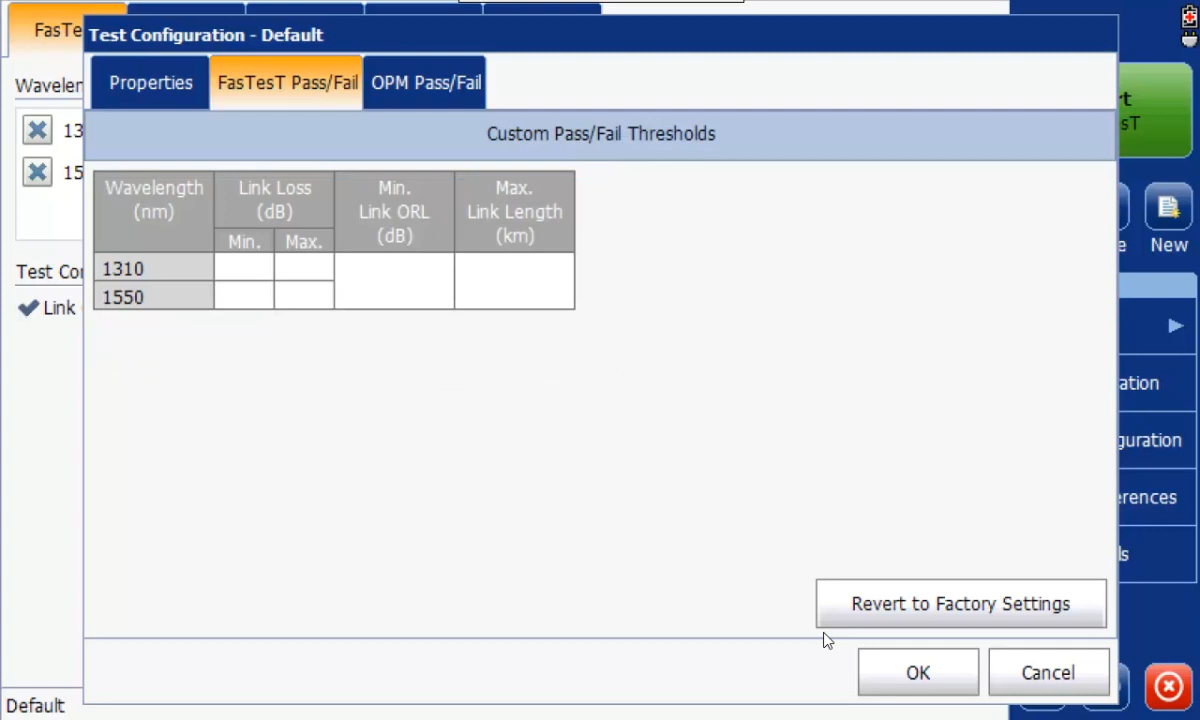 FasTe
Test Configuration - Default
Properties
FasTesT Pass/Fail
OPM Pass/Fail
Custom Pass/Fail Thresholds
Wavelength
(nm)
Link Loss
(dB)
Min.
Max.
Min.
Link ORL
(dB)
Max.
Link Length
(km)
1310
1550
Revert to Factory Settings
OK
Cancel
Wavelen
13
15
Test Co
Link
Default
rt
sT
e
New
ation
guration
erences
ls